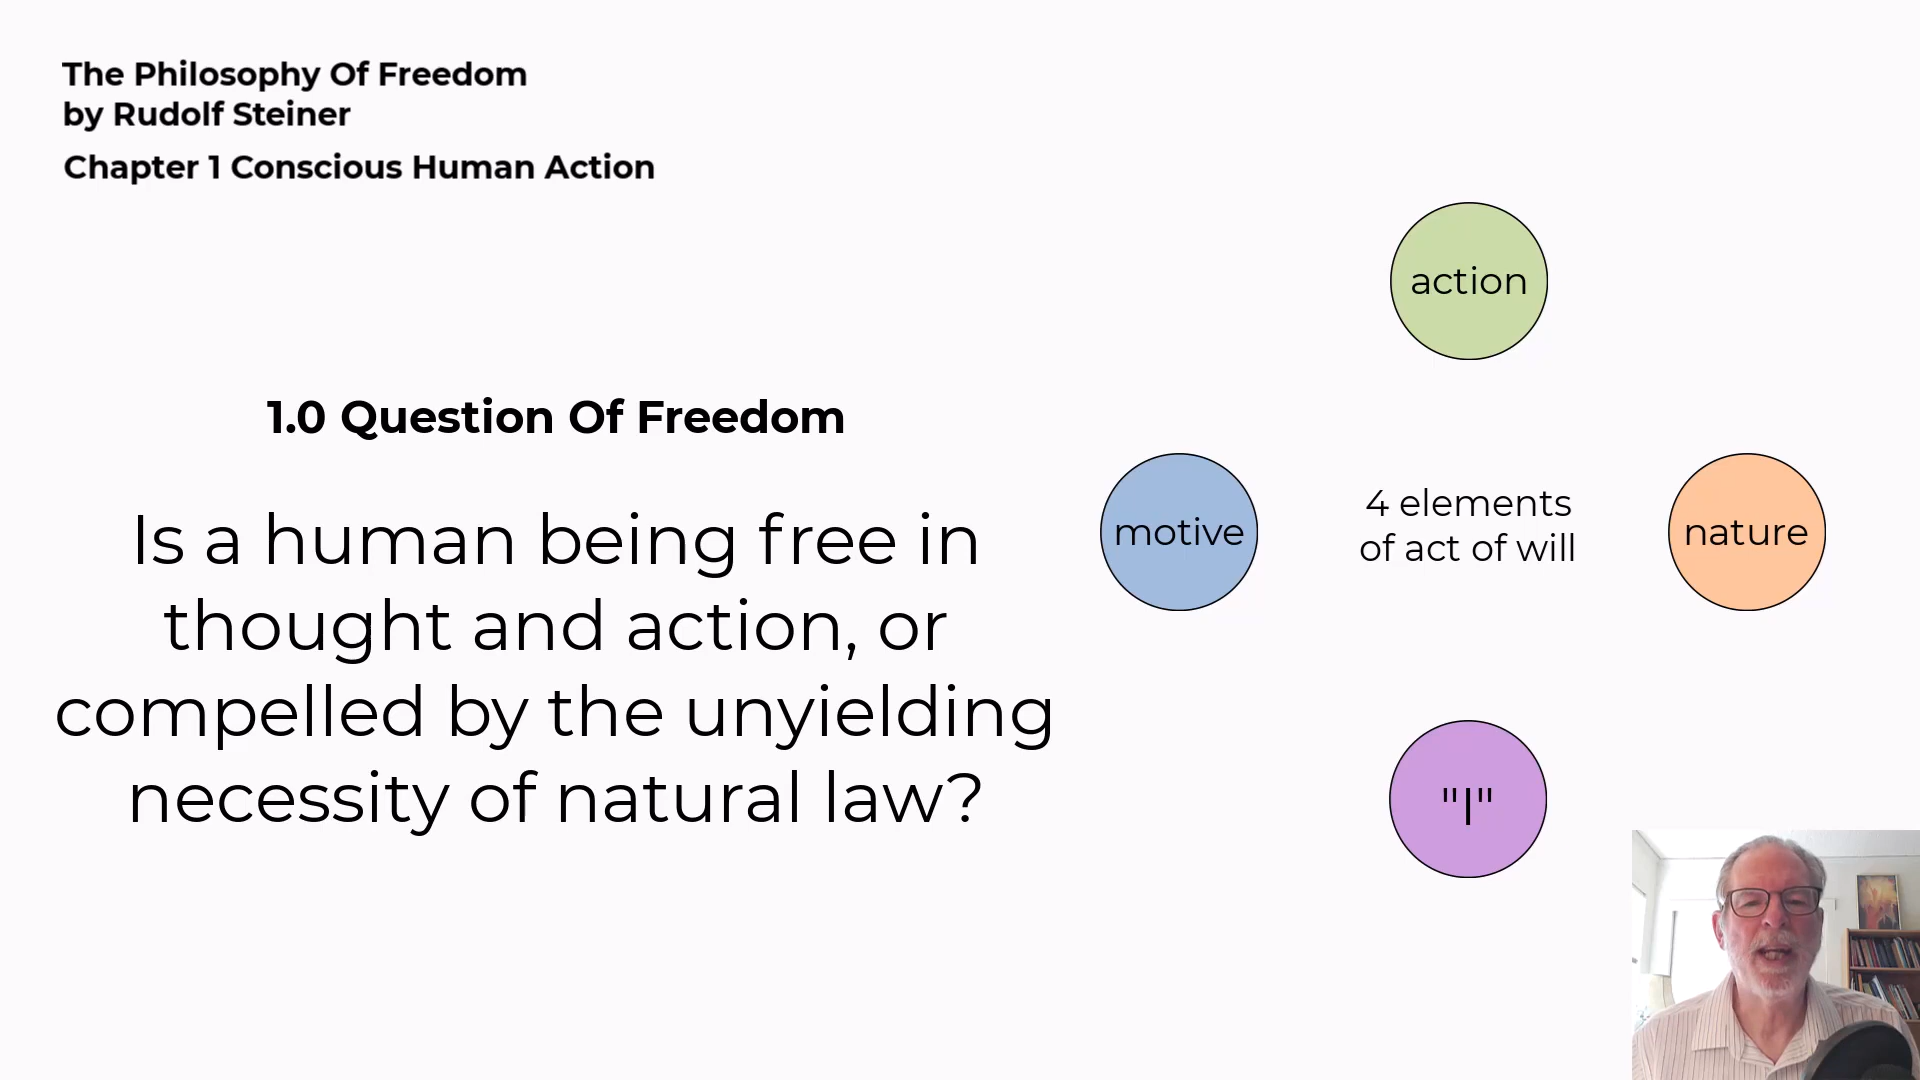 The Philosophy Of Freedom
by Rudolf Steiner
Chapter 1 Conscious Human Action
1.0 Question Of Freedom
Is a human being free in
thought and action, or
compelled by the unyielding
necessity of natural law?
action
motive
4 elements
of act of will
nature
"I"